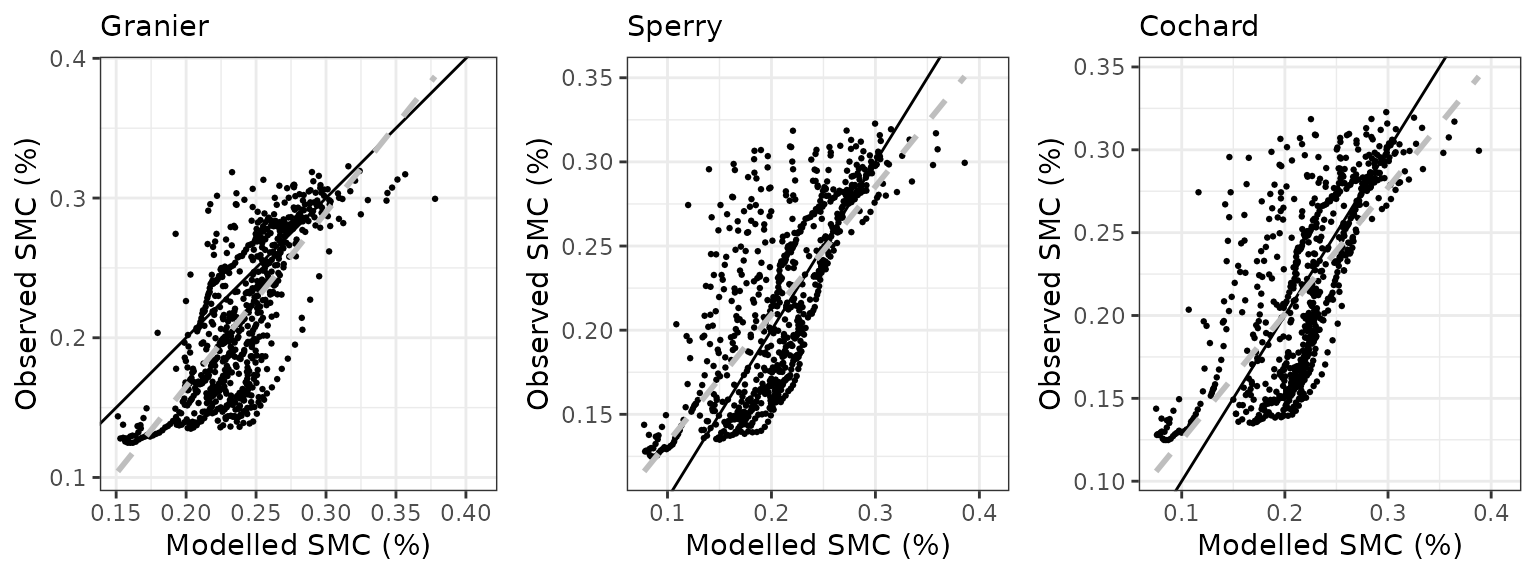 Granier
Sperry
Cochard
Observed SMC (%)
0.4
0.3
0.2
0.1
0.15 0.20 0.25 0.30 0.35 0.40
Modelled SMC (%)
Observed SMC (%)
0.35
0.30
0.25
0.20
0.15
0.1 0.2 0.3 0.4
Modelled SMC (%)
Observed SMC (%)
0.35
0.30
0.25
0.20
0.15
0.10
0.1 0.2 0.3 0.4
Modelled SMC (%)